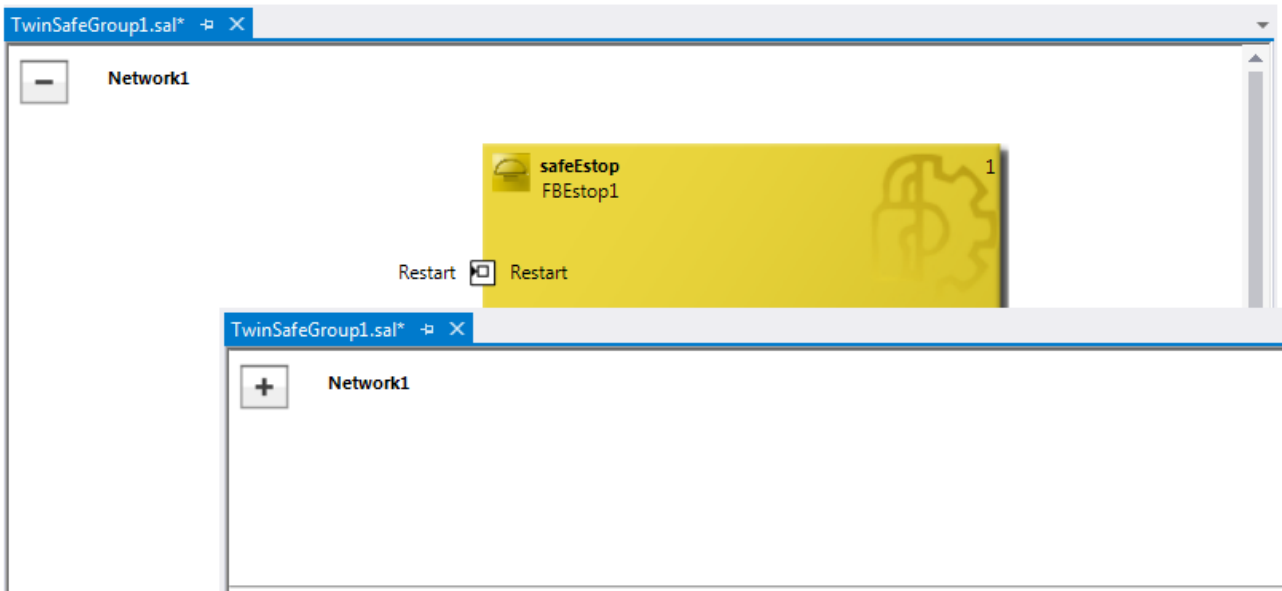 TwinSafeGroup1.sal*
Network1
safeEstop
1
FBEstop1
Restart
Restart
TwinSafeGroup1.sal*
Network1